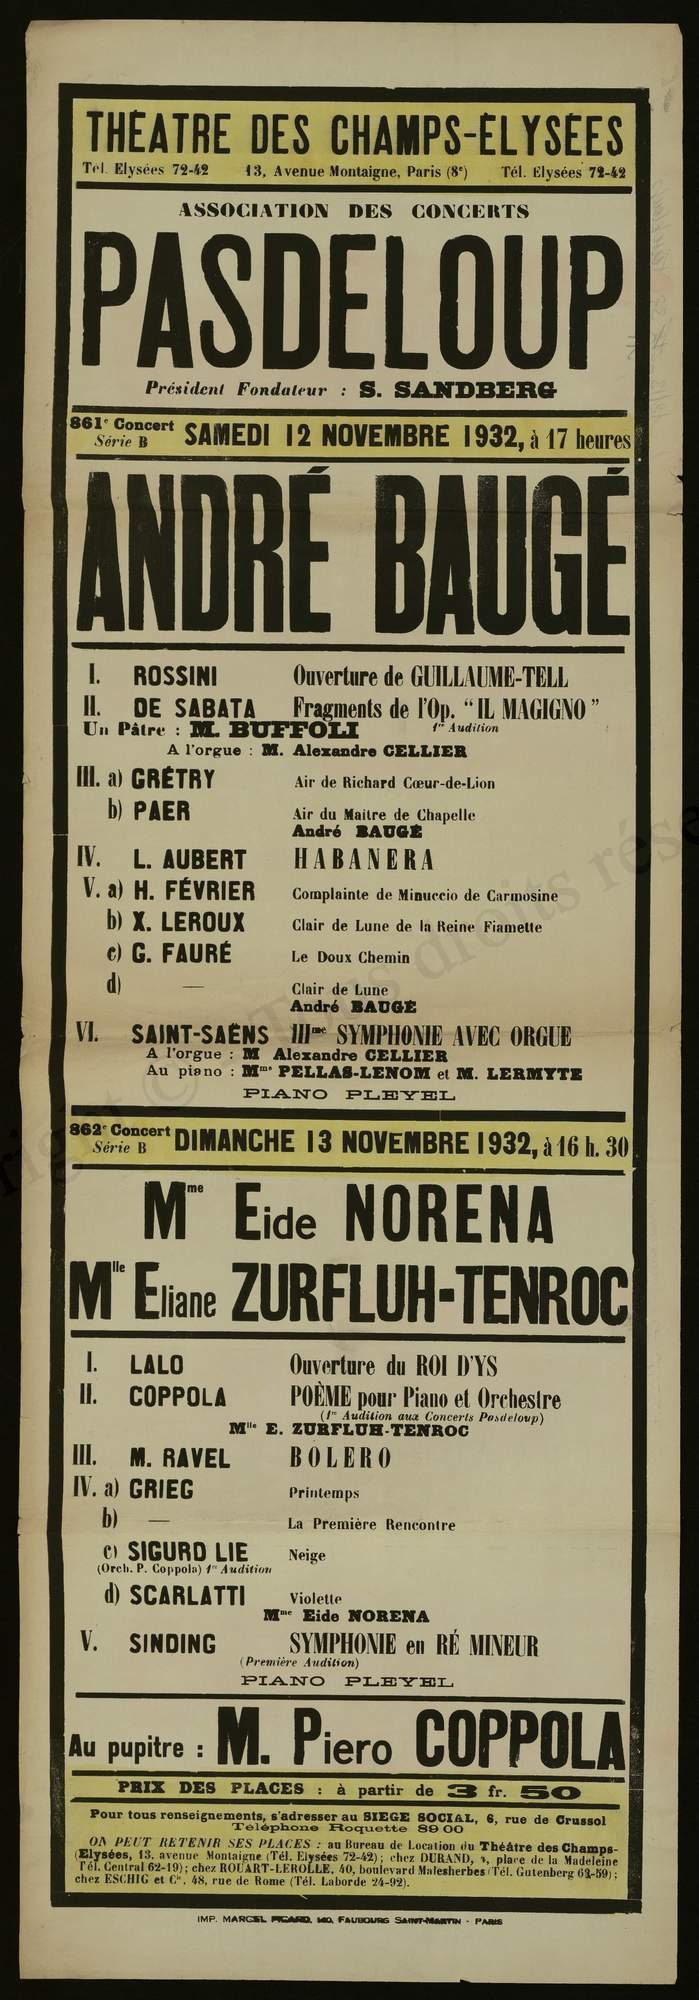 THÉATRE DES CHAMPS-ÉLYSÉES
Tél. Elysées 72-42 13, Avenue Montaigne, Paris (8e) Tél. Elysées 72-42
ASSOCIATION DES CONCERTS
PASDELOUP
Président Fondateur : S. SANDBERG
861e Concert
Série B SAMEDI 12 NOVEMBRE 1932, à 17 heures
ANDRÉ BAUGÉ
I. ROSSINI Ouverture de GUILLAUME-TELL
II. DE SABATA Fragments de l'Op. “ IL MAGIGNO ”
Un Pâtre : M. BUFFOLI 1re Audition
A l'orgue : M. Alexandre CELLIER
III. a) GRÉTRY Air de Richard Cœur-de-Lion
b) PAER Air du Maitre de Chapelle
André BAUGÉ
IV. L. AUBERT HABANERA
V. a) H. FÉVRIER Complainte de Minuccio de Carmosine
b) X. LEROUX Clair de Lune de la Reine Fiamette
c) G. FAURÉ Le Doux Chemin
d) — Clair de Lune
André BAUGÉ
VI. SAINT-SAËNS IIIme SYMPHONIE AVEC ORGUE
A l'orgue : M Alexandre CELLIER
Au piano : Mme PELLAS-LENOM et M. LERMYTE
PIANO PLEYEL
862e Concert
Série B DIMANCHE 13 NOVEMBRE 1932, à 16 h. 30
Mme Eide NORENA
Mlle Eliane ZURFLUH-TENROC
I. LALO Ouverture du ROI D'YS
II. COPPOLA POÈME pour Piano et Orchestre
(1re Audition aux Concerts Pasdeloup)
Mlle E. ZURFLUH-TENROC
III. M. RAVEL BOLERO
IV. a) GRIEG Printemps
b) — La Première Rencontre
c) SIGURD LIE Neige
(Orch. P. Coppola) 1re Audition
d) SCARLATTI Violette
Mme Eide NORENA
V. SINDING SYMPHONIE en RÉ MINEUR
(Première Audition)
PIANO PLEYEL
Au pupitre : M. Piero COPPOLA
PRIX DES PLACES : à partir de 3 fr. 50
Pour tous renseignements, s'adresser au SIEGE SOCIAL, 6, rue de Crussol
Téléphone Roquette 89 00
ON PEUT RETENIR SES PLACES : au Bureau de Location du Théâtre des Champs-
Elysées, 13, avenue Montaigne (Tél. Elysées 72-42) ; chez DURAND, place de la Madeleine
Tél. Central 62-19) ; chez ROUART-LEROLLE, 40, boulevard Malesherbes (Tél. Gutenberg
chez ESCHIG et Cie, 48, rue de Rome (Tél. Laborde 24-92).
IMP. MARCEL PICARD, 140, FAUBOURG SAINT-MARTIN - PARIS
right © Tous droits rése